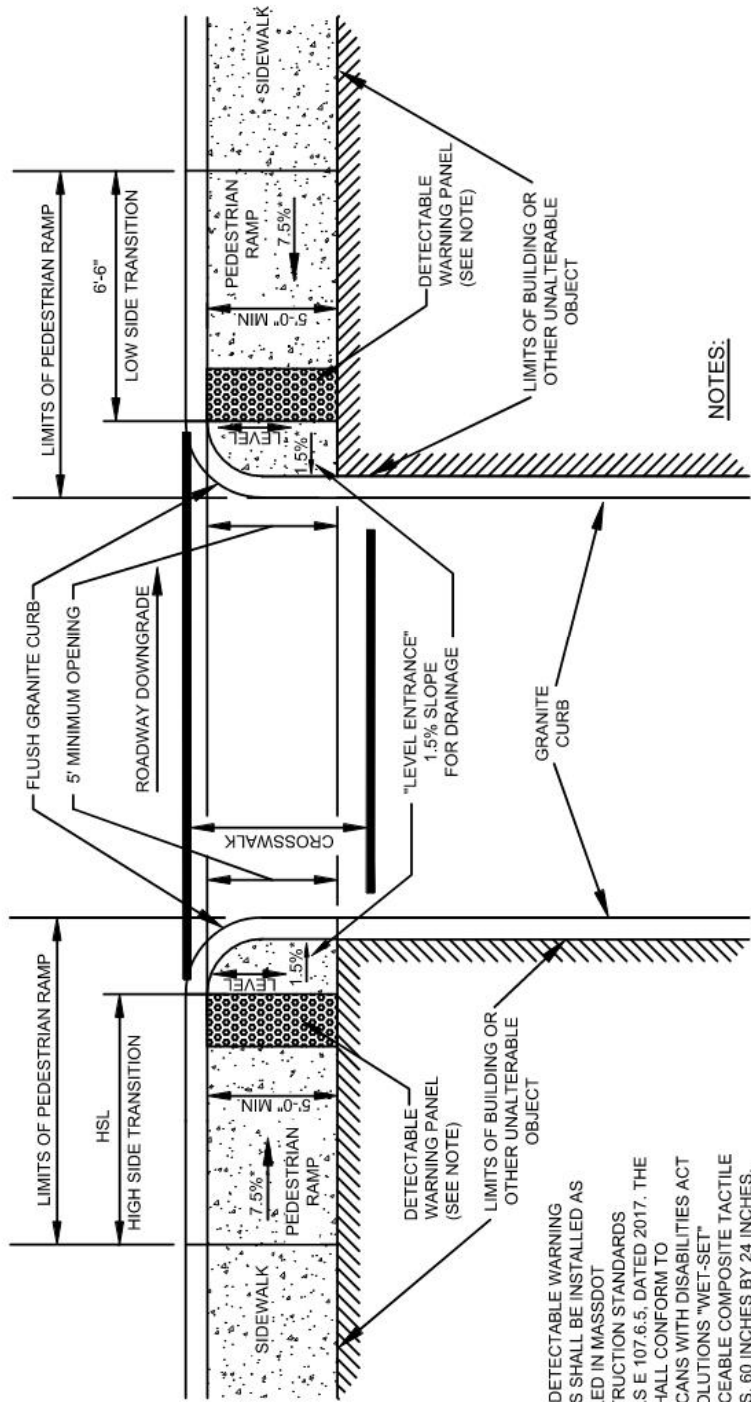 LIMITS OF PEDESTRIAN RAMP
HSL
HIGH SIDE TRANSITION
SIDEWALK
7.5%*
PEDESTRIAN
RAMP
5'-0" MIN.
LEVEL
1.5%*
DETECTABLE
WARNING PANEL
(SEE NOTE)
LIMITS OF BUILDING OR
OTHER UNALTERABLE
OBJECT
FLUSH GRANITE CURB
5' MINIMUM OPENING
ROADWAY DOWNGRADE
CROSSWALK
"LEVEL ENTRANCE"
1.5% SLOPE
FOR DRAINAGE
GRANITE
CURB
LIMITS OF PEDESTRIAN RAMP
6'-6"
LOW SIDE TRANSITION
SIDEWALK
PEDESTRIAN
RAMP
7.5%*
5'-0" MIN.
LEVEL
1.5%*
DETECTABLE
WARNING PANEL
(SEE NOTE)
LIMITS OF BUILDING OR
OTHER UNALTERABLE
OBJECT
NOTES:
DETECTABLE WARNING
S SHALL BE INSTALLED AS
ED IN MASSDOT
TRUCTION STANDARDS
S E 107.6.5, DATED 2017. THE
HALL CONFORM TO
CANS WITH DISABILITIES ACT
OLUTIONS "WET-SET"
CEABLE COMPOSITE TACTILE
S, 60 INCHES BY 24 INCHES,